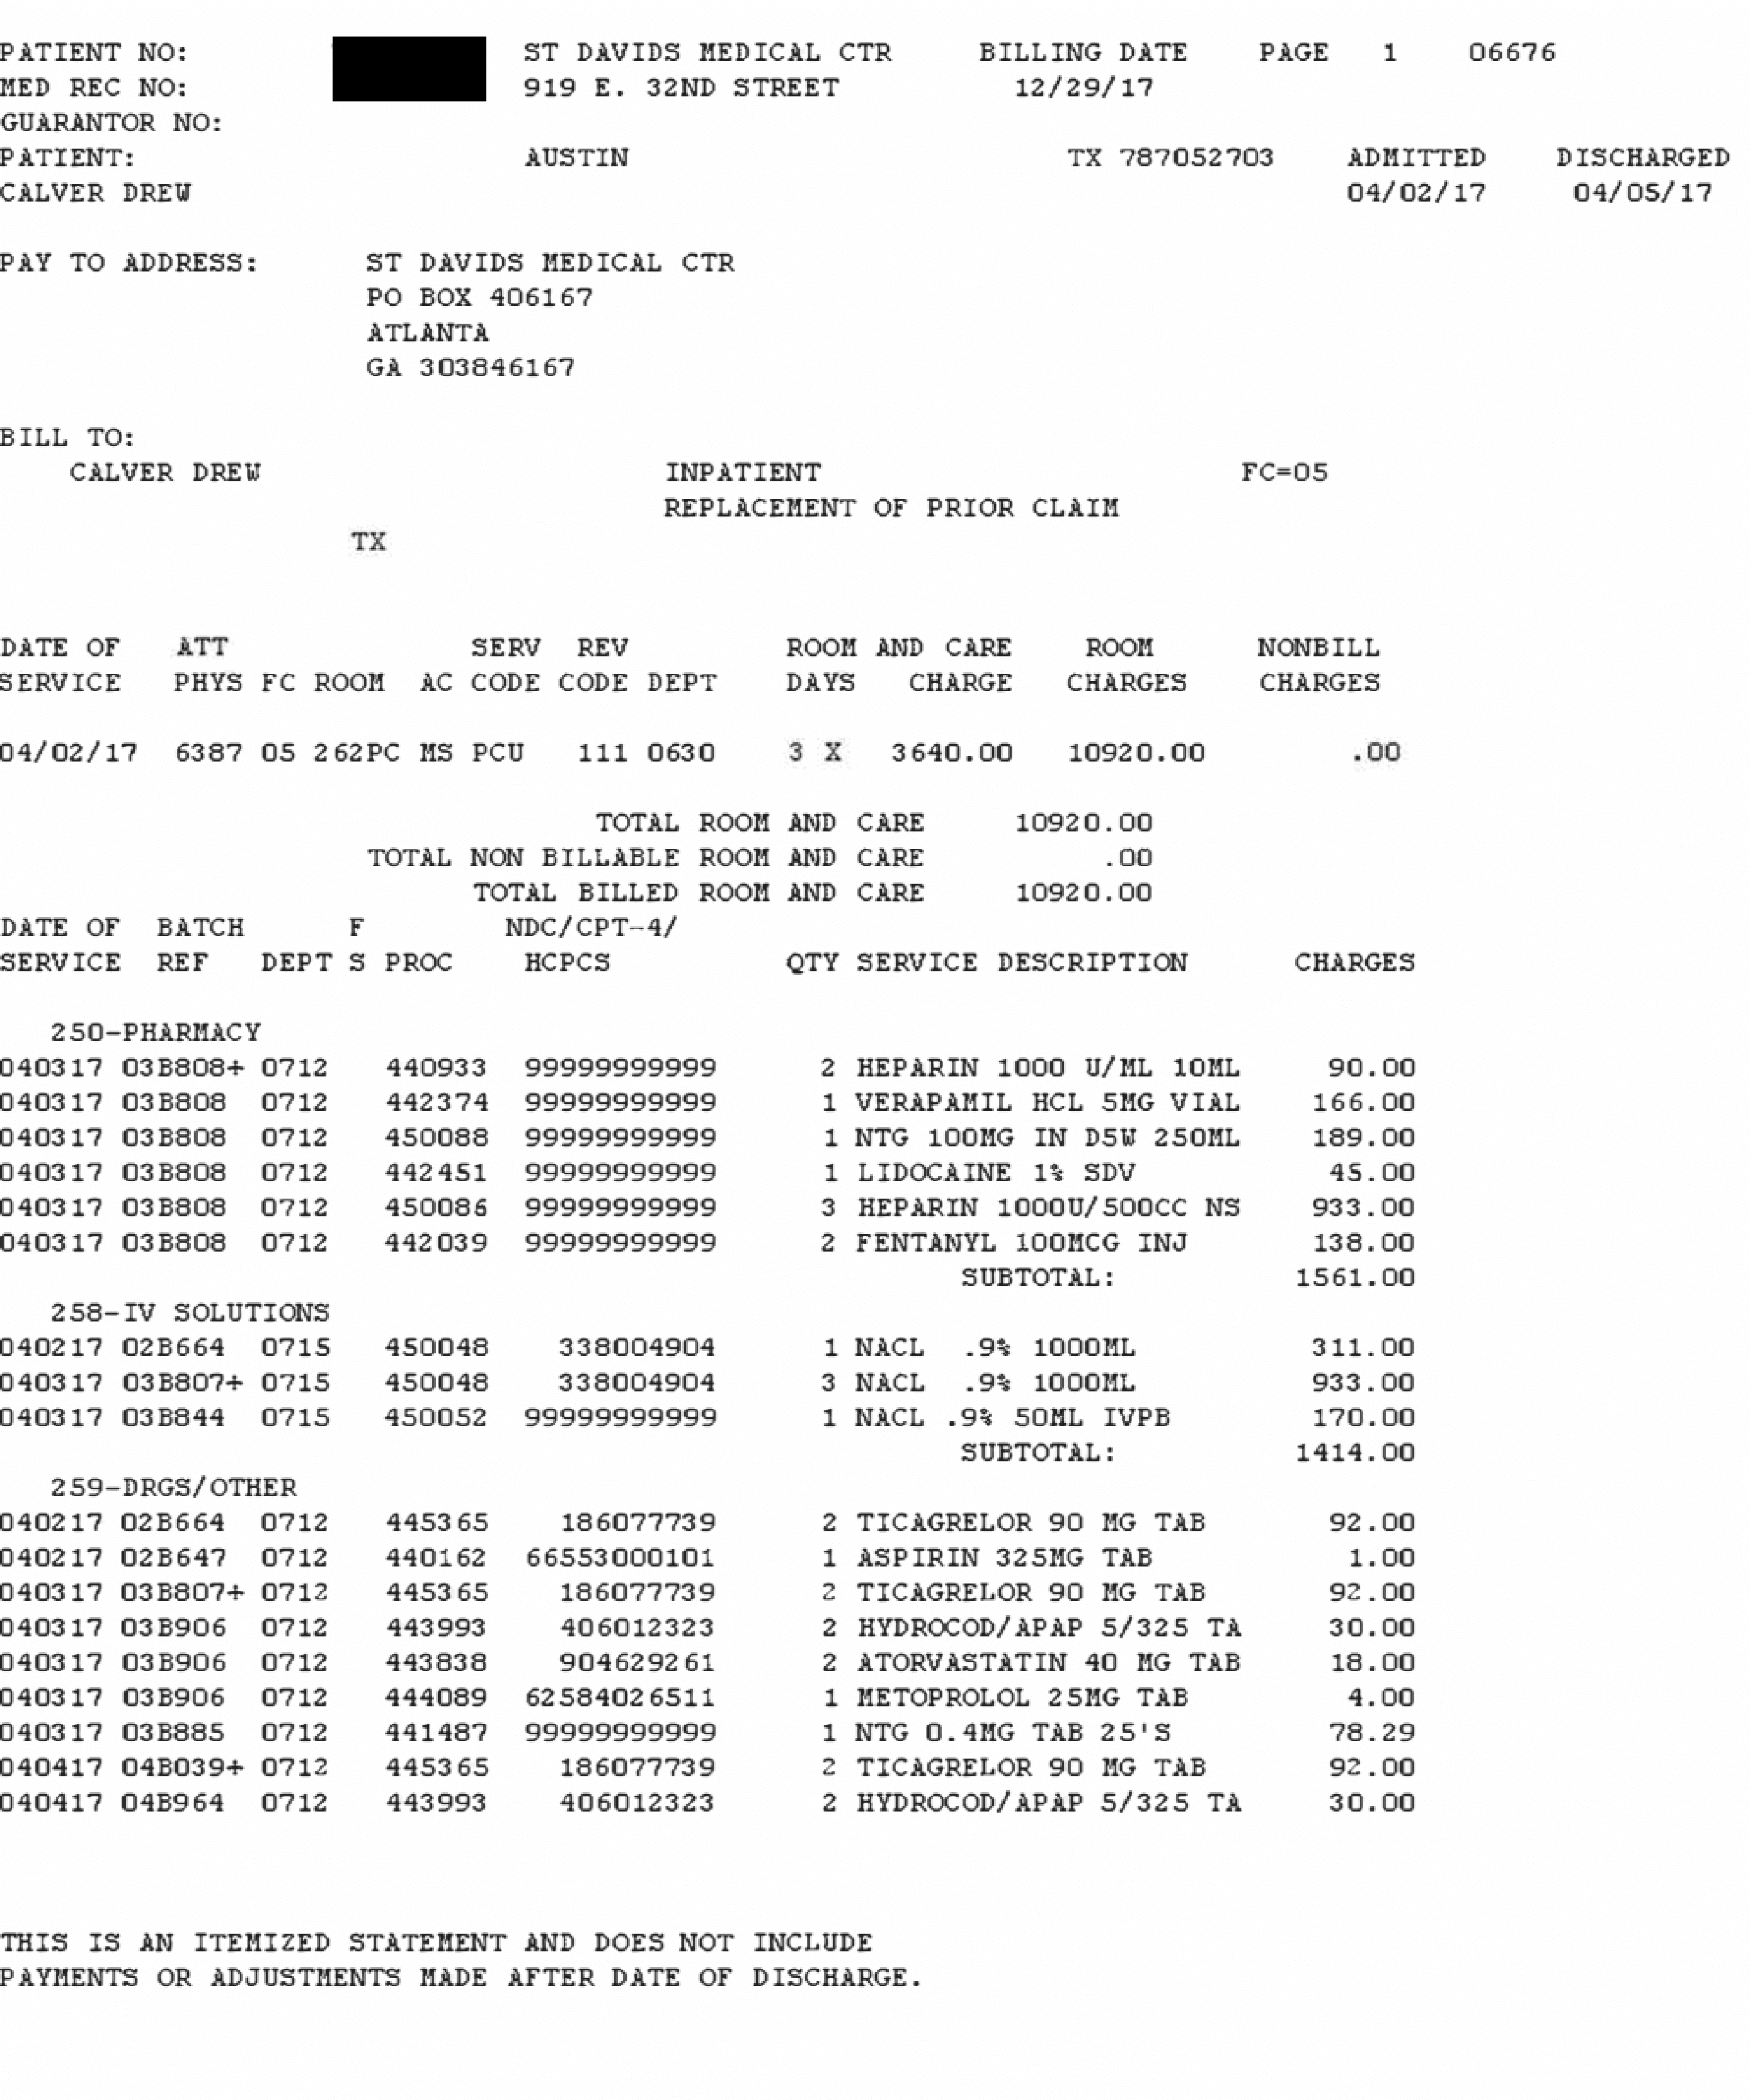 PATIENT NO: ST DAVIDS MEDICAL CTR BILLING DATE PAGE 1 06676
MED REC NO: 919 E. 32ND STREET 12/29/17
GUARANTOR NO:
PATIENT: AUSTIN TX 787052703 ADMITTED DISCHARGED
CALVER DREW 04/02/17 04/05/17
PAY TO ADDRESS: ST DAVIDS MEDICAL CTR
PO BOX 406167
ATLANTA
GA 303846167
BILL TO:
CALVER DREW INPATIENT FC=05
REPLACEMENT OF PRIOR CLAIM
TX
DATE OF ATT SERV REV ROOM AND CARE ROOM NONBILL
SERVICE PHYS FC ROOM AC CODE CODE DEPT DAYS CHARGE CHARGES CHARGES
04/02/17 6387 05 262PC MS PCU 111 0630 3 X 3640.00 10920.00 .00
TOTAL ROOM AND CARE 10920.00
TOTAL NON BILLABLE ROOM AND CARE .00
TOTAL BILLED ROOM AND CARE 10920.00
DATE OF BATCH F NDC/CPT-4/
SERVICE REF DEPT S PROC HCPCS QTY SERVICE DESCRIPTION CHARGES
250-PHARMACY
040317 03B808+ 0712 440933 99999999999 2 HEPARIN 1000 U/ML 10ML 90.00
040317 03B808 0712 442374 99999999999 1 VERAPAMIL HCL 5MG VIAL 166.00
040317 03B808 0712 450088 99999999999 1 NTG 100MG IN D5W 250ML 189.00
040317 03B808 0712 442451 99999999999 1 LIDOCAINE 1% SDV 45.00
040317 03B808 0712 450086 99999999999 3 HEPARIN 1000U/500CC NS 933.00
040317 03B808 0712 442039 99999999999 2 FENTANYL 100MCG INJ 138.00
SUBTOTAL: 1561.00
258-IV SOLUTIONS
040217 02B664 0715 450048 338004904 1 NACL .9% 1000ML 311.00
040317 03B807+ 0715 450048 338004904 3 NACL .9% 1000ML 933.00
040317 03B844 0715 450052 99999999999 1 NACL .9% 50ML IVPB 170.00
SUBTOTAL: 1414.00
259-DRGS/OTHER
040217 02B664 0712 445365 186077739 2 TICAGRELOR 90 MG TAB 92.00
040217 02B647 0712 440162 66553000101 1 ASPIRIN 325MG TAB 1.00
040317 03B807+ 0712 445365 186077739 2 TICAGRELOR 90 MG TAB 92.00
040317 03B906 0712 443993 406012323 2 HYDROCOD/APAP 5/325 TA 30.00
040317 03B906 0712 443838 904629261 2 ATORVASTATIN 40 MG TAB 18.00
040317 03B906 0712 444089 62584026511 1 METOPROLOL 25MG TAB 4.00
040317 03B885 0712 441487 99999999999 1 NTG 0.4MG TAB 25'S 78.29
040417 04B039+ 0712 445365 186077739 2 TICAGRELOR 90 MG TAB 92.00
040417 04B964 0712 443993 406012323 2 HYDROCOD/APAP 5/325 TA 30.00
THIS IS AN ITEMIZED STATEMENT AND DOES NOT INCLUDE
PAYMENTS OR ADJUSTMENTS MADE AFTER DATE OF DISCHARGE.